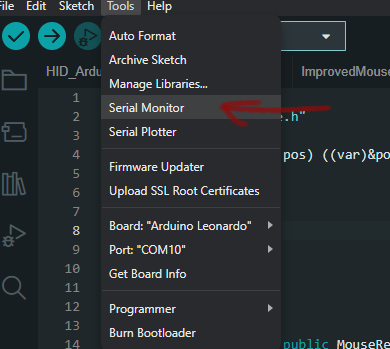 File Edit Sketch Tools Help
Auto Format
HID_Ardu
Archive Sketch
ImprovedMouse
Manage Libraries...
1
Serial Monitor
2
e.h"
Serial Plotter
3
4
pos) ((var)&po
5
Firmware Updater
6
Upload SSL Root Certificates
7
Board: "Arduino Leonardo"
8
Port: "COM10"
9
Get Board Info
10
11
12
Programmer
13
Burn Bootloader
14
public MouseRe